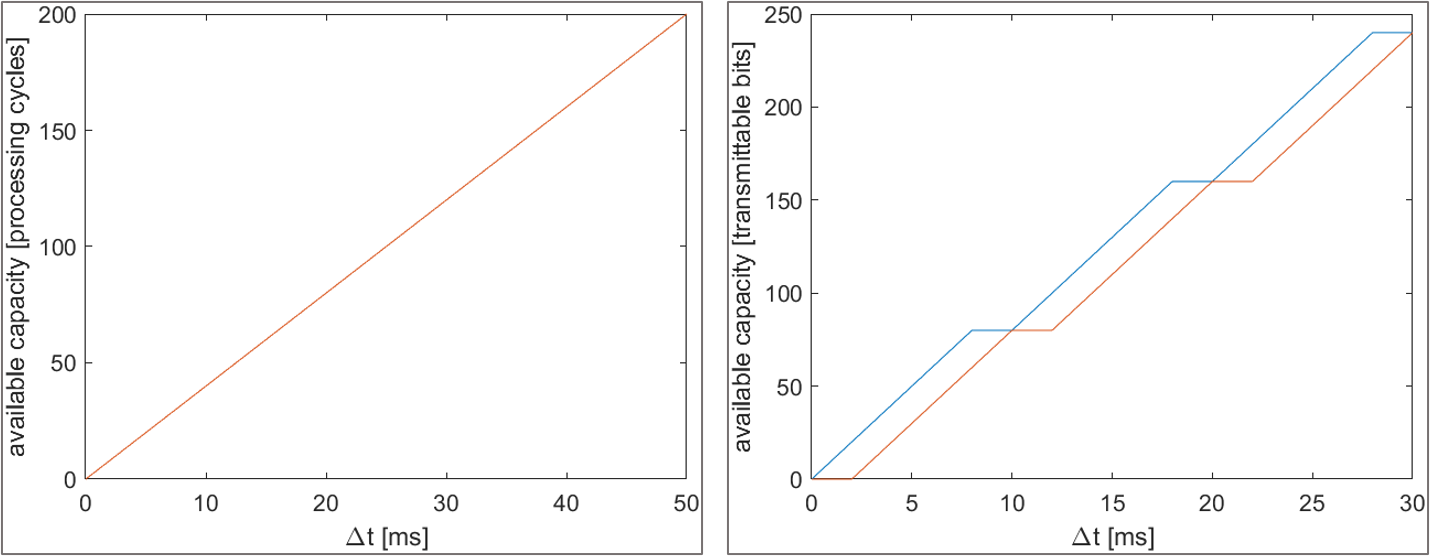 available capacity [processing cycles]
200
150
100
50
0
0 10 20 30 40 50
Δt [ms]
available capacity [transmittable bits]
250
200
150
100
50
0
0 5 10 15 20 25 30
Δt [ms]